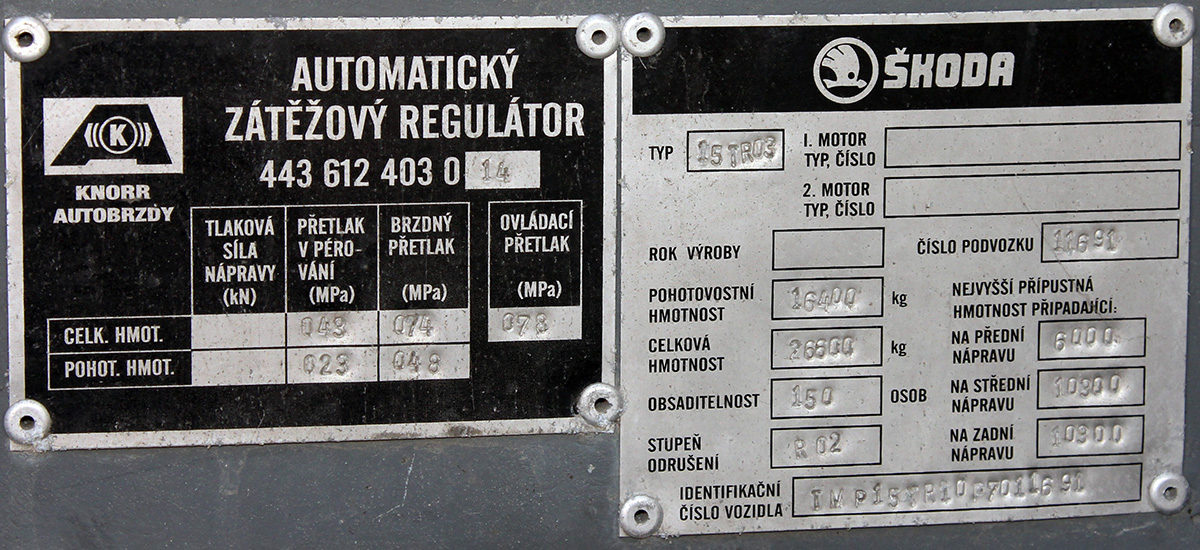 AUTOMATICKÝ
ZÁTĚŽOVÝ REGULÁTOR
443 612 403 0 14
K
KNORR
AUTOBRZDY
TLAKOVÁ SÍLA NÁPRAVY (kN)
PŘETLAK V PÉRO- VÁNÍ (MPa)
BRZDNÝ PŘETLAK (MPa)
OVLÁDACÍ PŘETLAK (MPa)
CELK. HMOT. 043 074 078
POHOT. HMOT. 023 048
ŠKODA
TYP 15TR03
1. MOTOR
TYP, ČÍSLO
2. MOTOR
TYP, ČÍSLO
ROK VÝROBY
ČÍSLO PODVOZKU 11691
POHOTOVOSTNÍ
HMOTNOST 16400 kg
CELKOVÁ
HMOTNOST 26600 kg
OBSADITELNOST 150 OSOB
STUPEŇ
ODRUŠENÍ R 02
NEJVYŠŠÍ PŘÍPUSTNÁ
HMOTNOST PŘIPADAJÍCÍ:
NA PŘEDNÍ
NÁPRAVU 6000
NA STŘEDNÍ
NÁPRAVU 10300
NA ZADNÍ
NÁPRAVU 10300
IDENTIFIKAČNÍ
ČÍSLO VOZIDLA TMP15TR10P7011691